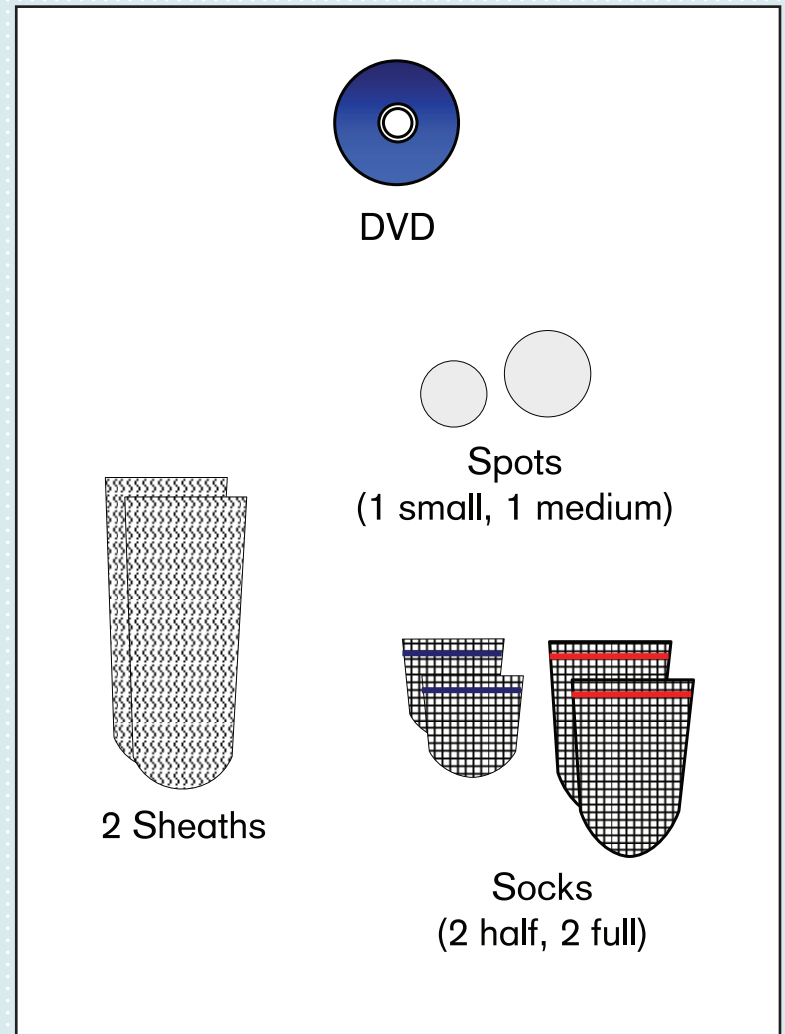 DVD
Spots
(1 small, 1 medium)
2 Sheaths
Socks
(2 half, 2 full)